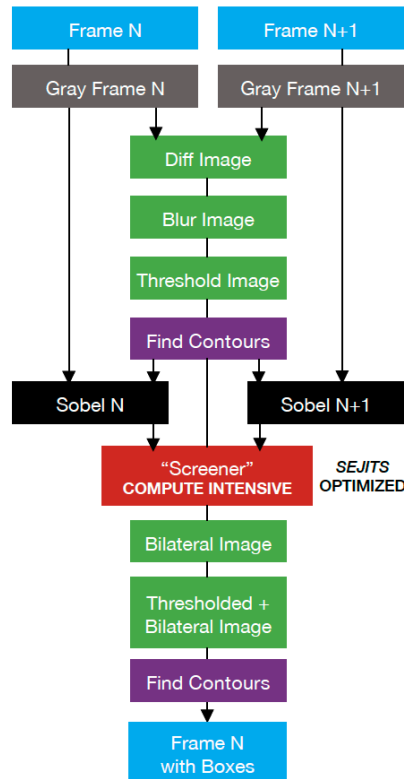 Frame N
Frame N+1
Gray Frame N
Gray Frame N+1
Diff Image
Blur Image
Threshold Image
Find Contours
Sobel N
Sobel N+1
“Screener”
COMPUTE INTENSIVE
SEJITS
OPTIMIZED
Bilateral Image
Thresholded +
Bilateral Image
Find Contours
Frame N
with Boxes